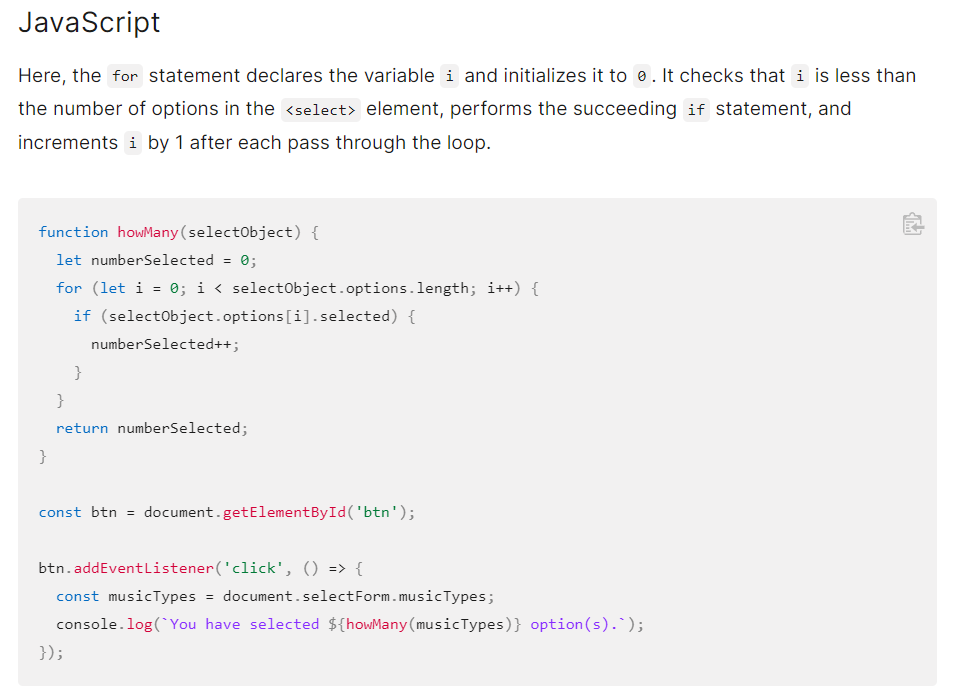 JavaScript
Here, the for statement declares the variable i and initializes it to 0. It checks that i is less than
the number of options in the <select> element, performs the succeeding if statement, and
increments i by 1 after each pass through the loop.
function howMany(selectObject) {
  let numberSelected = 0;
  for (let i = 0; i < selectObject.options.length; i++) {
    if (selectObject.options[i].selected) {
      numberSelected++;
    }
  }
  return numberSelected;
}

const btn = document.getElementById('btn');

btn.addEventListener('click', () => {
  const musicTypes = document.selectForm.musicTypes;
  console.log(`You have selected ${howMany(musicTypes)} option(s).`);
});